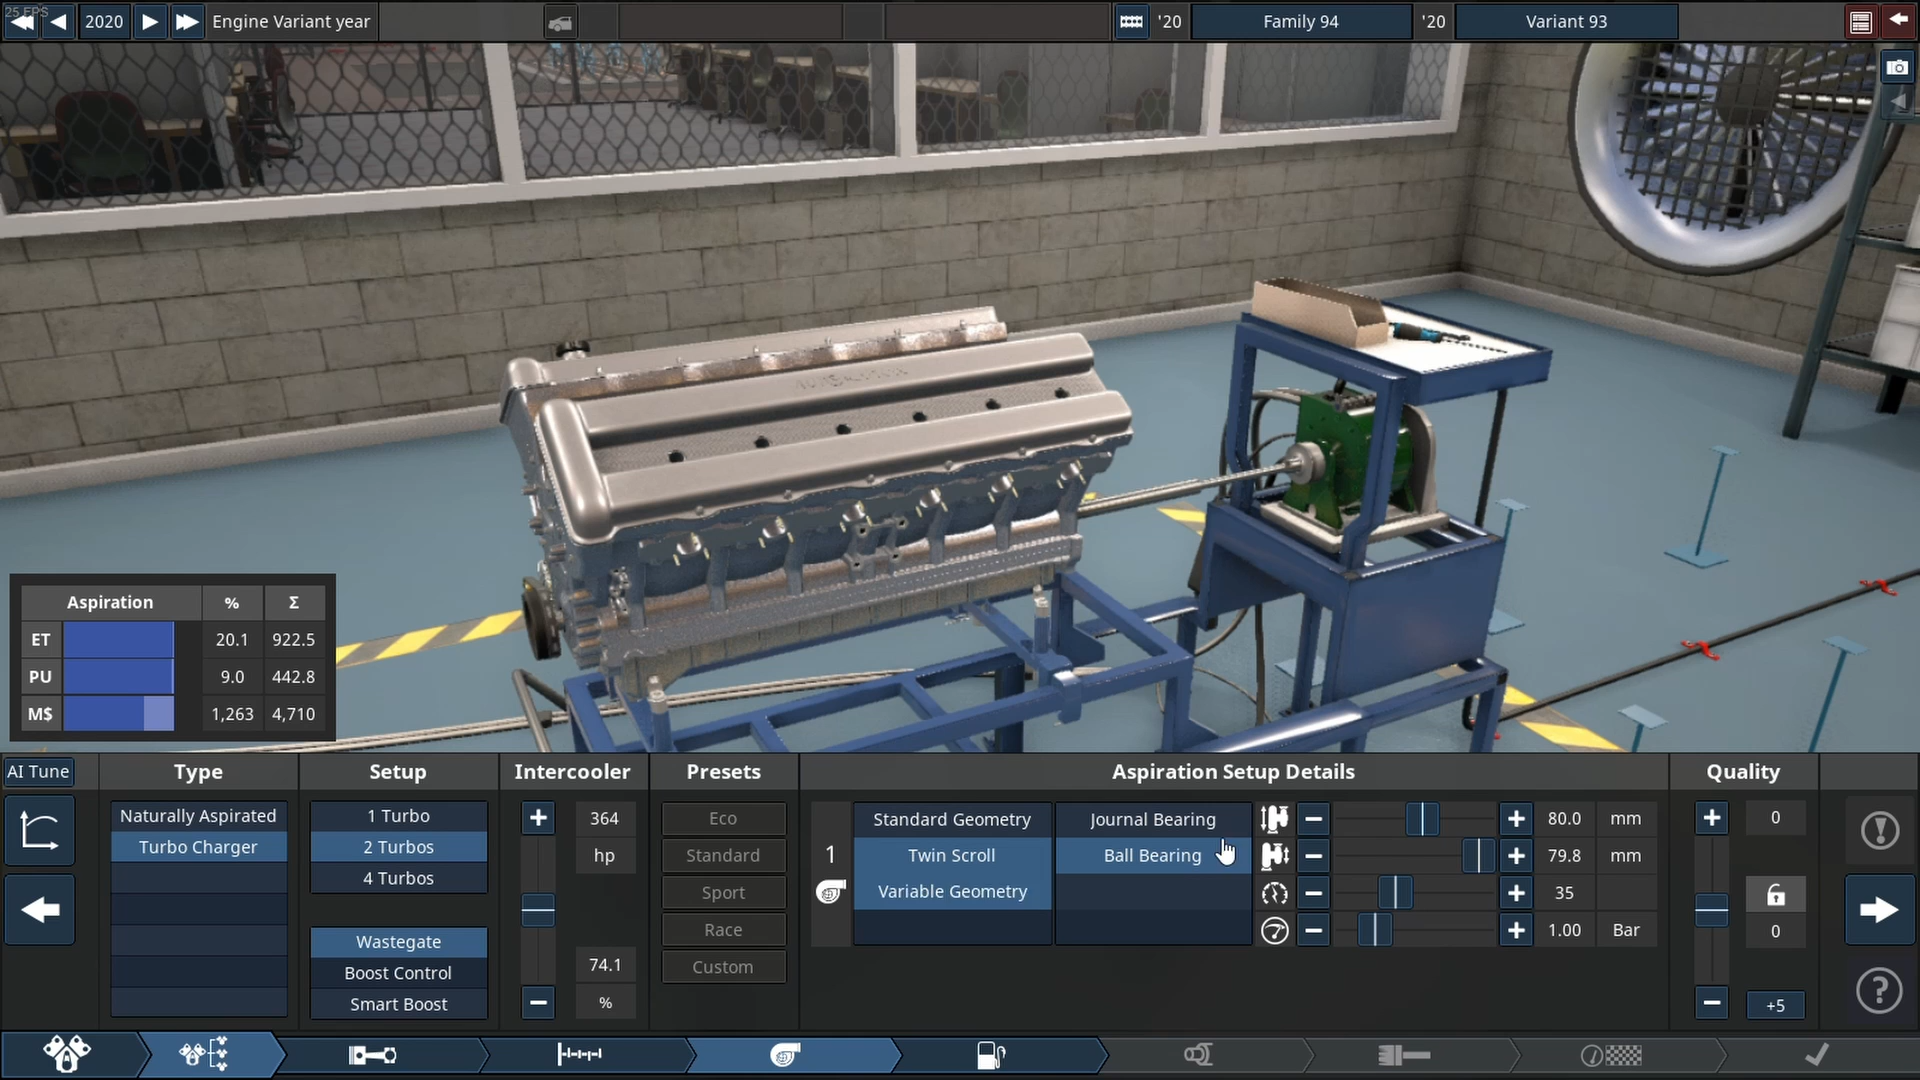 25 FPS
2020
Engine Variant year
'20
Family 94
'20
Variant 93
Aspiration % Σ
ET 20.1 922.5
PU 9.0 442.8
M$ 1,263 4,710
AI Tune
Type
Naturally Aspirated
Turbo Charger
Setup
1 Turbo
2 Turbos
4 Turbos
Wastegate
Boost Control
Smart Boost
Intercooler
364
hp
74.1
%
Presets
Eco
Standard
Sport
Race
Custom
Aspiration Setup Details
1
Standard Geometry
Twin Scroll
Variable Geometry
Journal Bearing
Ball Bearing
80.0 mm
79.8 mm
35
1.00 Bar
Quality
0
0
+5